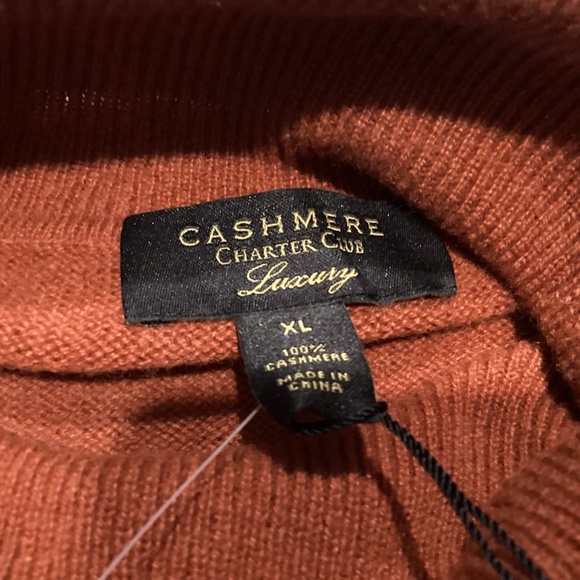 CASHMERE
CHARTER CLUB
Luxury
XL
100%
CASHMERE
MADE IN
CHINA